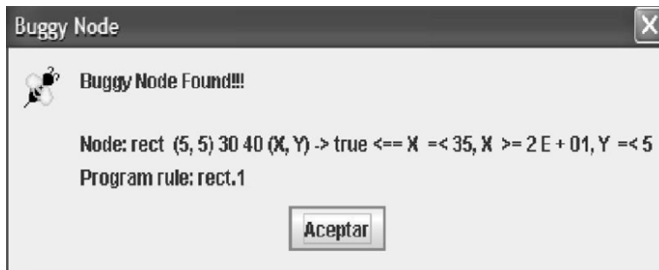 Buggy Node
Buggy Node Found!!!
Node: rect (5, 5) 30 40 (X, Y) -> true <== X =< 35, X >= 2 E + 01, Y =< 5
Program rule: rect.1
Aceptar